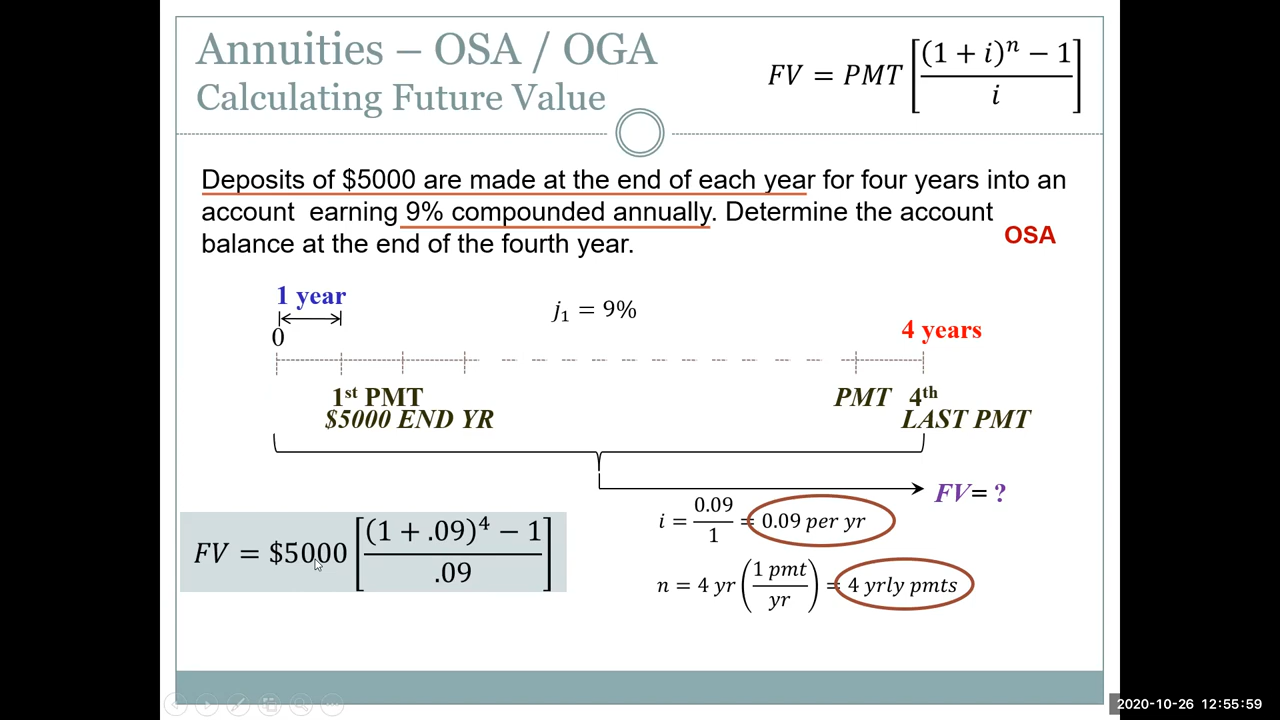 Annuities – OSA / OGA
Calculating Future Value
FV = PMT [((1 + i)ⁿ − 1) / i]
Deposits of $5000 are made at the end of each year for four years into an
account earning 9% compounded annually. Determine the account
balance at the end of the fourth year.
OSA
1 year
j₁ = 9%
0
4 years
1st PMT
$5000 END YR
PMT 4th
LAST PMT
FV= ?
i = 0.09 / 1 = 0.09 per yr
FV = $5000 [((1 + .09)⁴ − 1) / .09]
n = 4 yr (1 pmt / yr) = 4 yrly pmts
2020-10-26 12:55:59